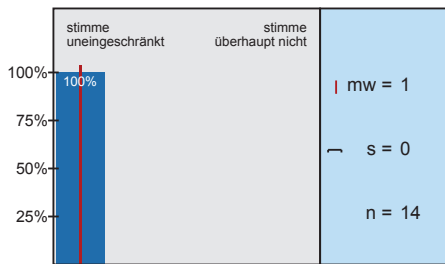 stimme stimme
uneingeschränkt überhaupt nicht
100%
100%
75%
50%
25%
mw = 1
s = 0
n = 14